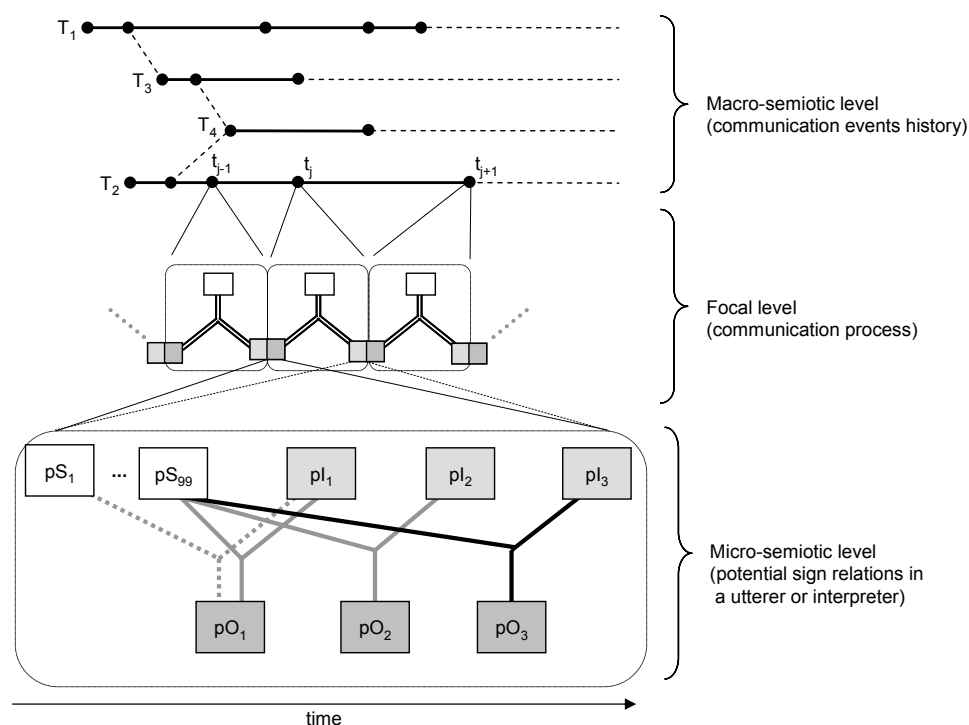 T1
T3
Macro-semiotic level
(communication events history)
T4
tj-1
tj
tj+1
T2
Focal level
(communication process)
pS1
...
pS99
pI1
pI2
pI3
Micro-semiotic level
(potential sign relations in
a utterer or interpreter)
pO1
pO2
pO3
time